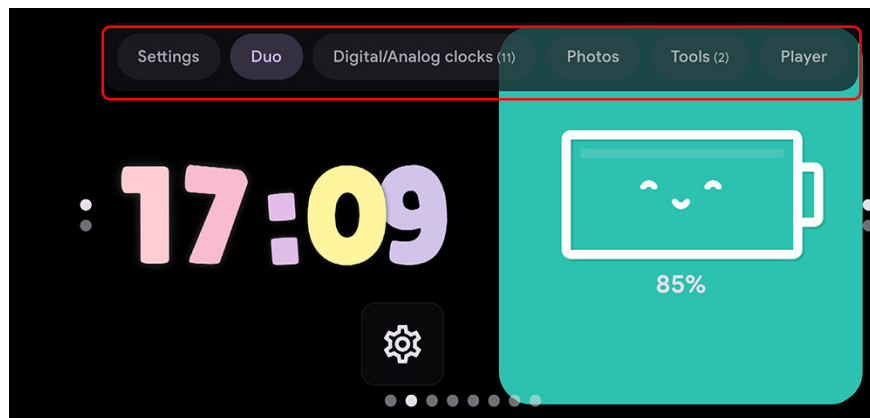 Settings Duo Digital/Analog clocks (11) Photos Tools (2) Player
17:09
85%